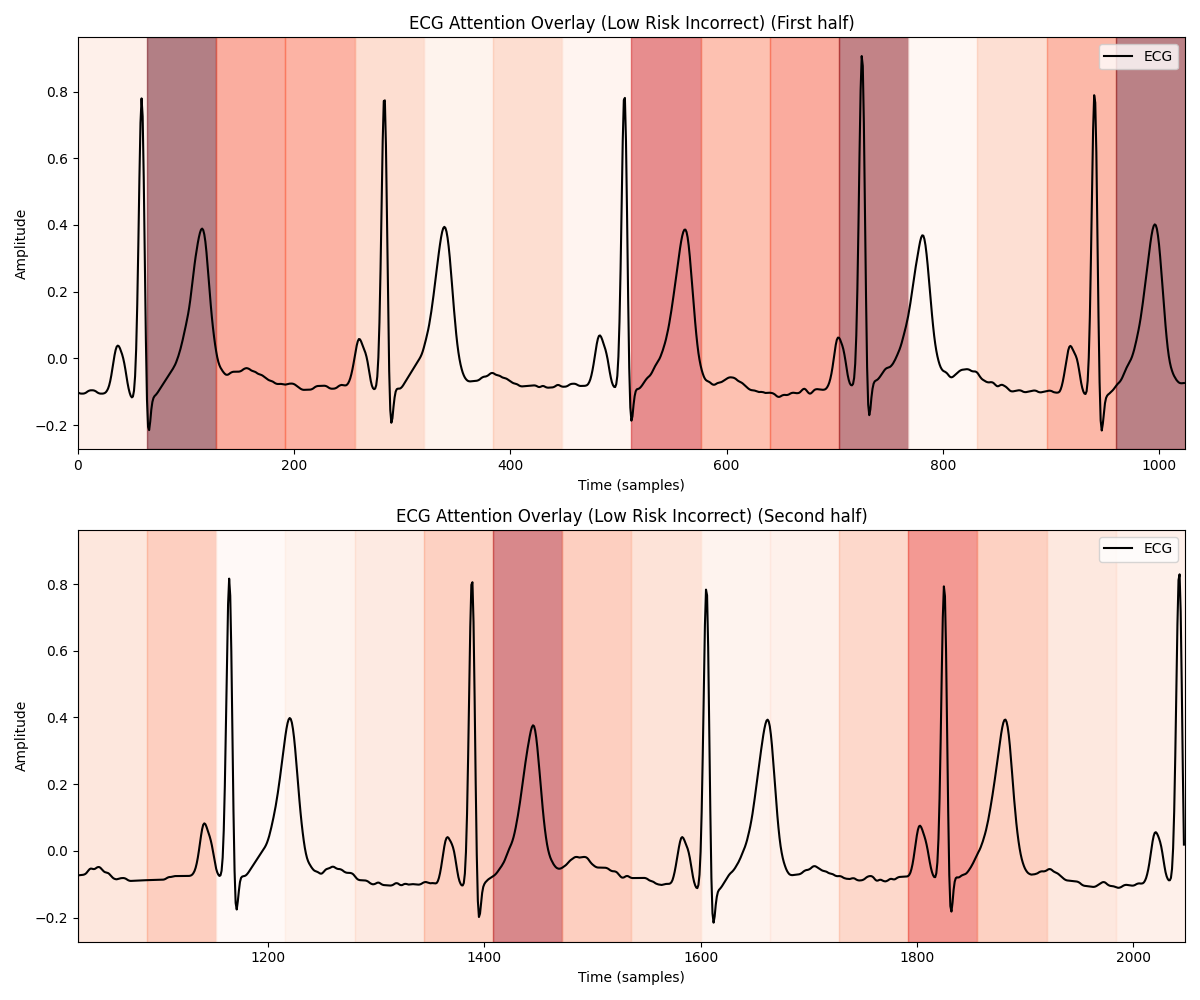 ECG Attention Overlay (Low Risk Incorrect) (First half)
ECG
Amplitude
0.8
0.6
0.4
0.2
0.0
−0.2
0 200 400 600 800 1000
Time (samples)
ECG Attention Overlay (Low Risk Incorrect) (Second half)
ECG
Amplitude
0.8
0.6
0.4
0.2
0.0
−0.2
1200 1400 1600 1800 2000
Time (samples)